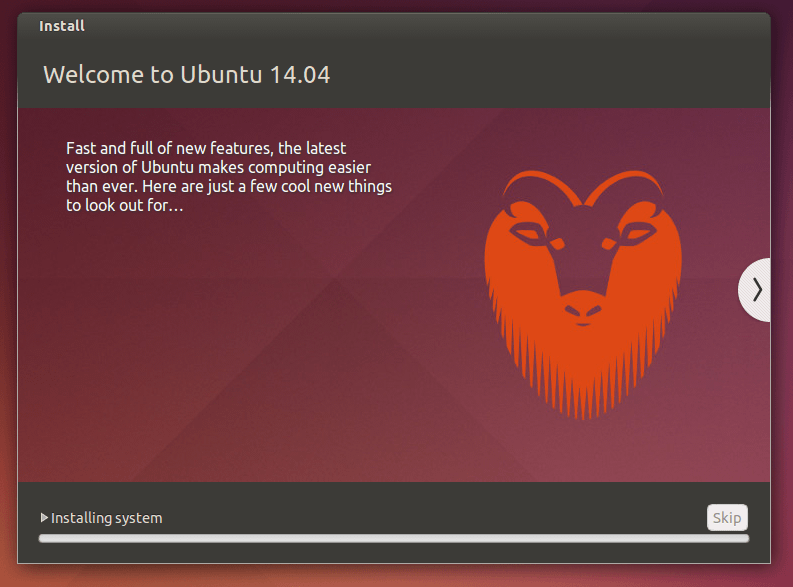 Install
Welcome to Ubuntu 14.04
Fast and full of new features, the latest
version of Ubuntu makes computing easier
than ever. Here are just a few cool new things
to look out for…
Installing system
Skip